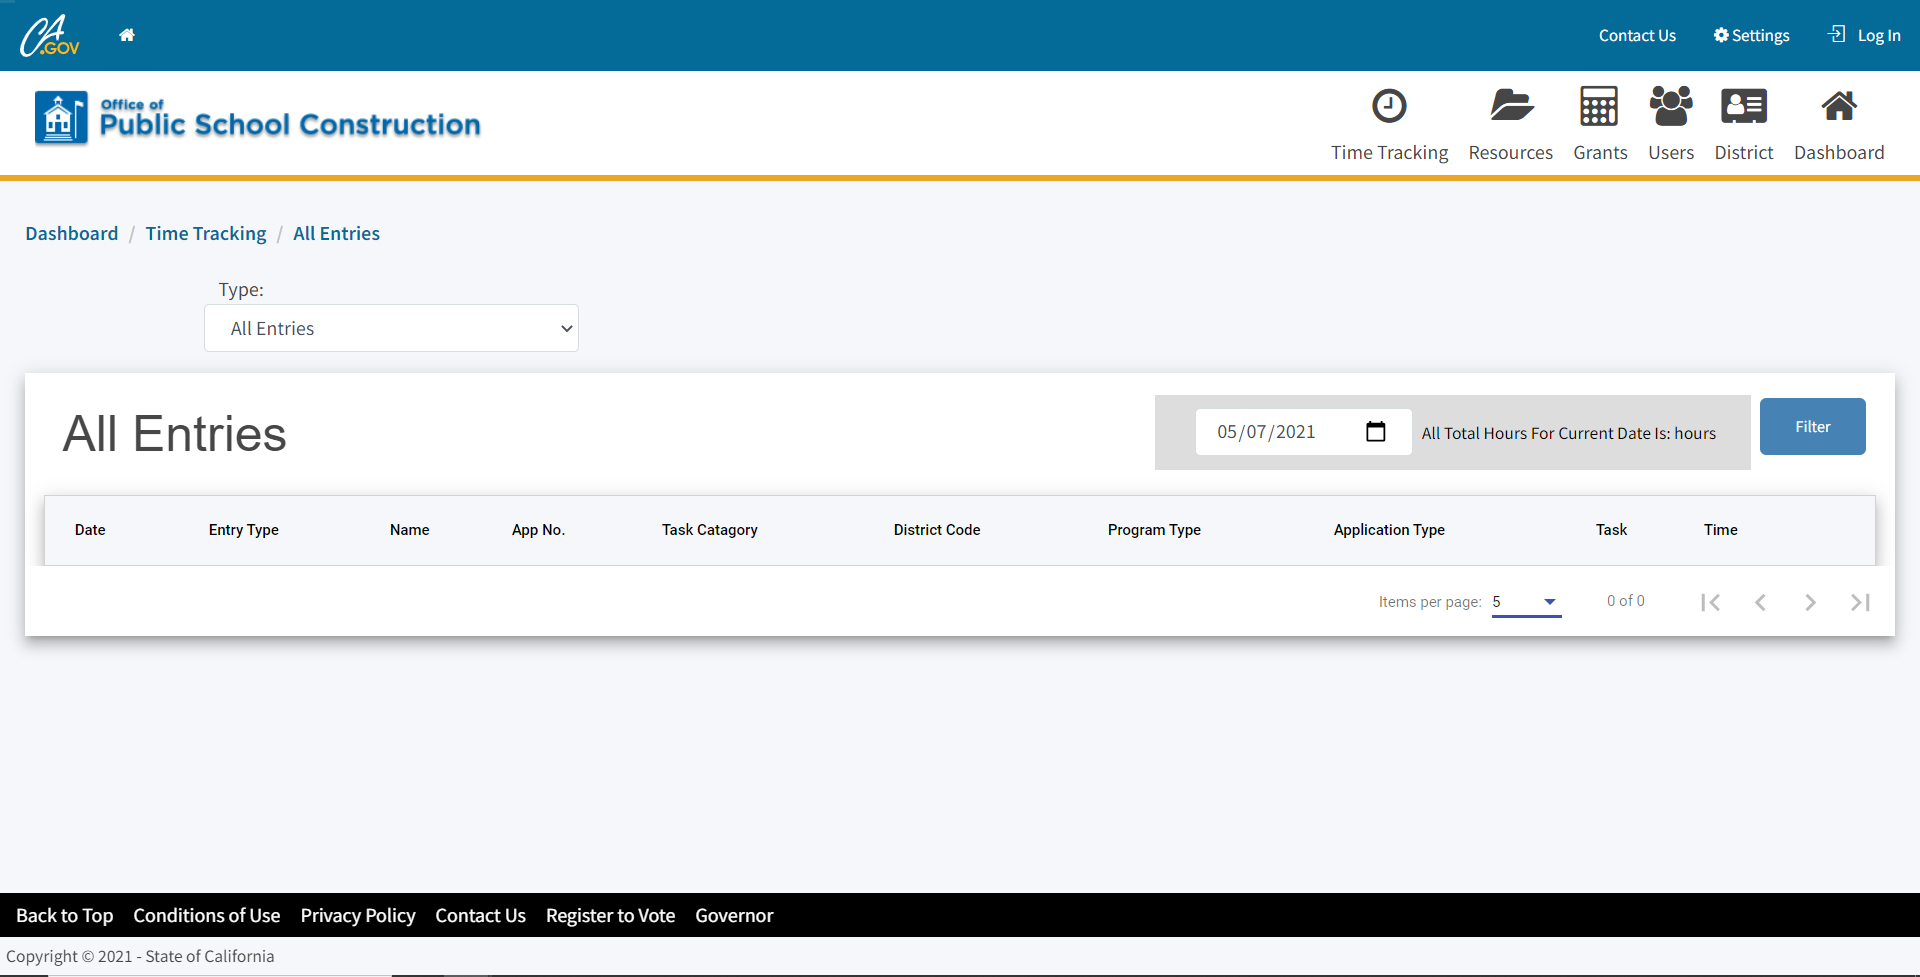 CA.GOV
Contact Us Settings Log In
Office of
Public School Construction
Time Tracking Resources Grants Users District Dashboard
Dashboard / Time Tracking / All Entries
Type:
All Entries
All Entries
05/07/2021 All Total Hours For Current Date Is: hours Filter
Date Entry Type Name App No. Task Catagory District Code Program Type Application Type Task Time
Items per page: 5 0 of 0
Back to Top Conditions of Use Privacy Policy Contact Us Register to Vote Governor
Copyright © 2021 - State of California